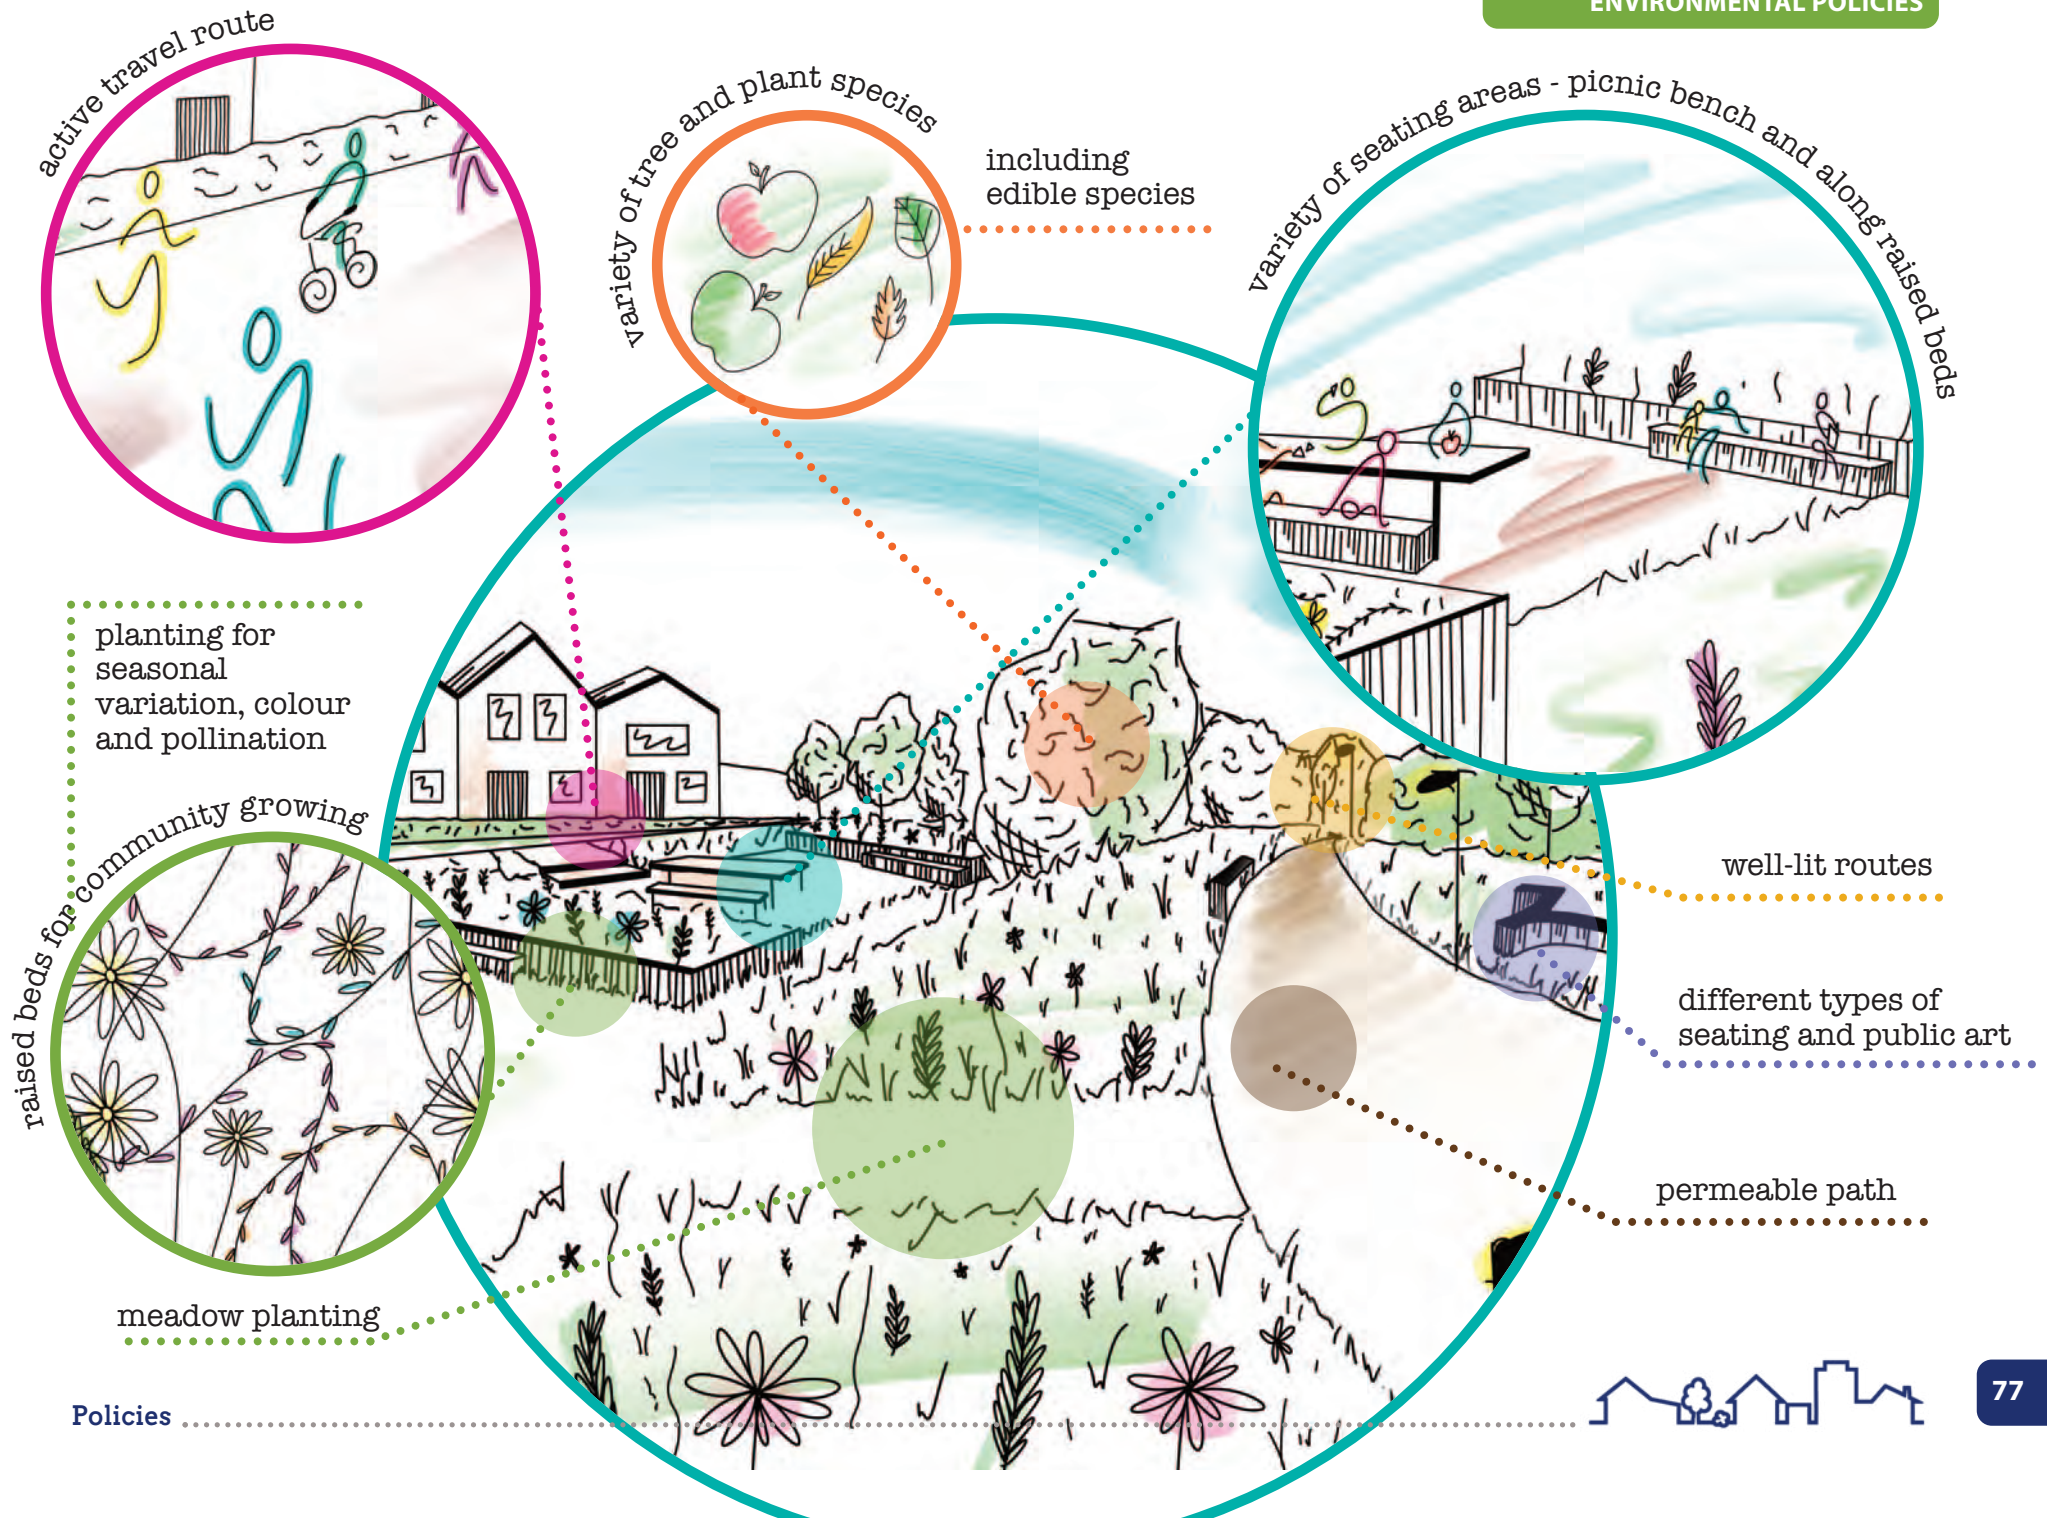 ENVIRONMENTAL POLICIES
active travel route
variety of tree and plant species
including
edible species
variety of seating areas - picnic bench and along raised beds
planting for
seasonal
variation, colour
and pollination
raised beds for community growing
well-lit routes
different types of
seating and public art
permeable path
meadow planting
Policies
77